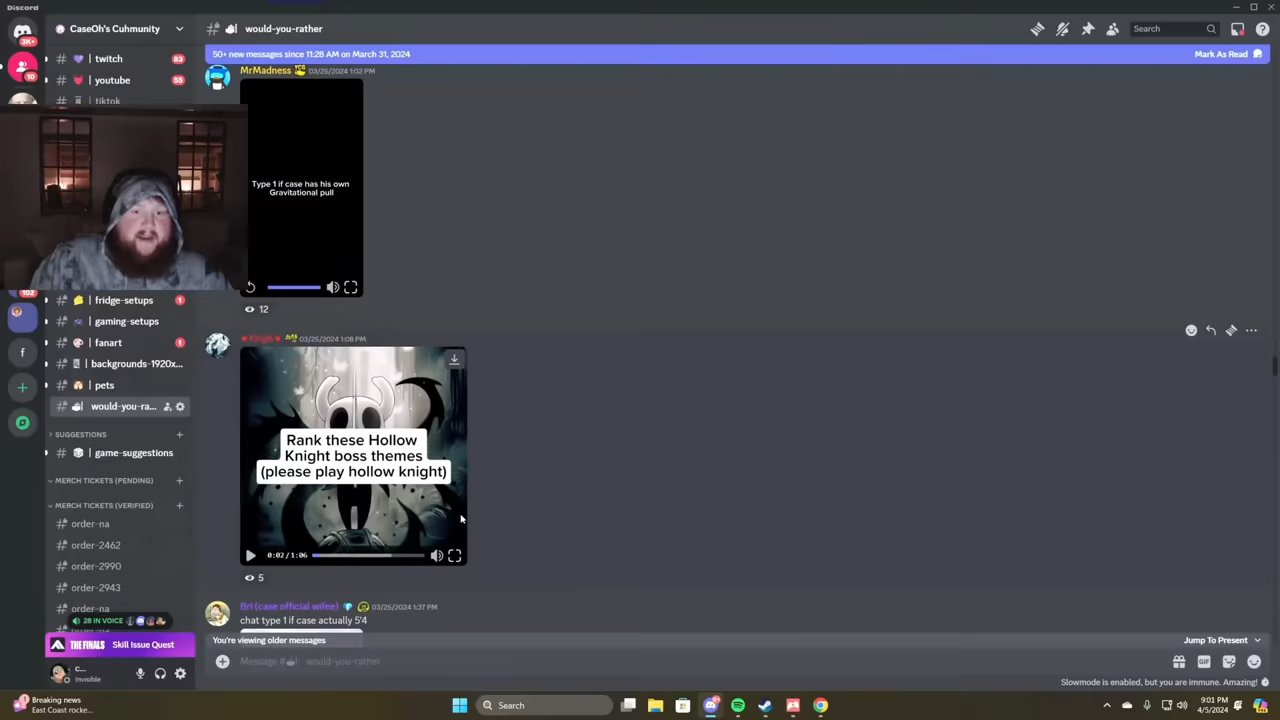 Discord
CaseOh's Cuhmunity
would-you-rather
Search
3K+
50+ new messages since 11:26 AM on March 31, 2024
Mark As Read
10
twitch
83
youtube
55
tiktok
MrMadness
03/25/2024 1:02 PM
Type 1 if case has his own
Gravitational pull
12
102
fridge-setups
1
gaming-setups
fanart
1
backgrounds-1920x...
pets
would-you-ra...
SUGGESTIONS
game-suggestions
MERCH TICKETS (PENDING)
MERCH TICKETS (VERIFIED)
order-na
order-2462
order-2990
order-2943
order-na
28 IN VOICE
THE FINALS Skill Issue Quest
C...
Invisible
f
03/25/2024 1:08 PM
Rank these Hollow
Knight boss themes
(please play hollow knight)
0:02/1:06
5
Bri (case official wifee)
03/25/2024 1:37 PM
chat type 1 if case actually 5'4
You're viewing older messages
Jump To Present
Message #
would-you-rather
GIF
Slowmode is enabled, but you are immune. Amazing!
Breaking news
East Coast rocke...
Search
9:01 PM
4/5/2024